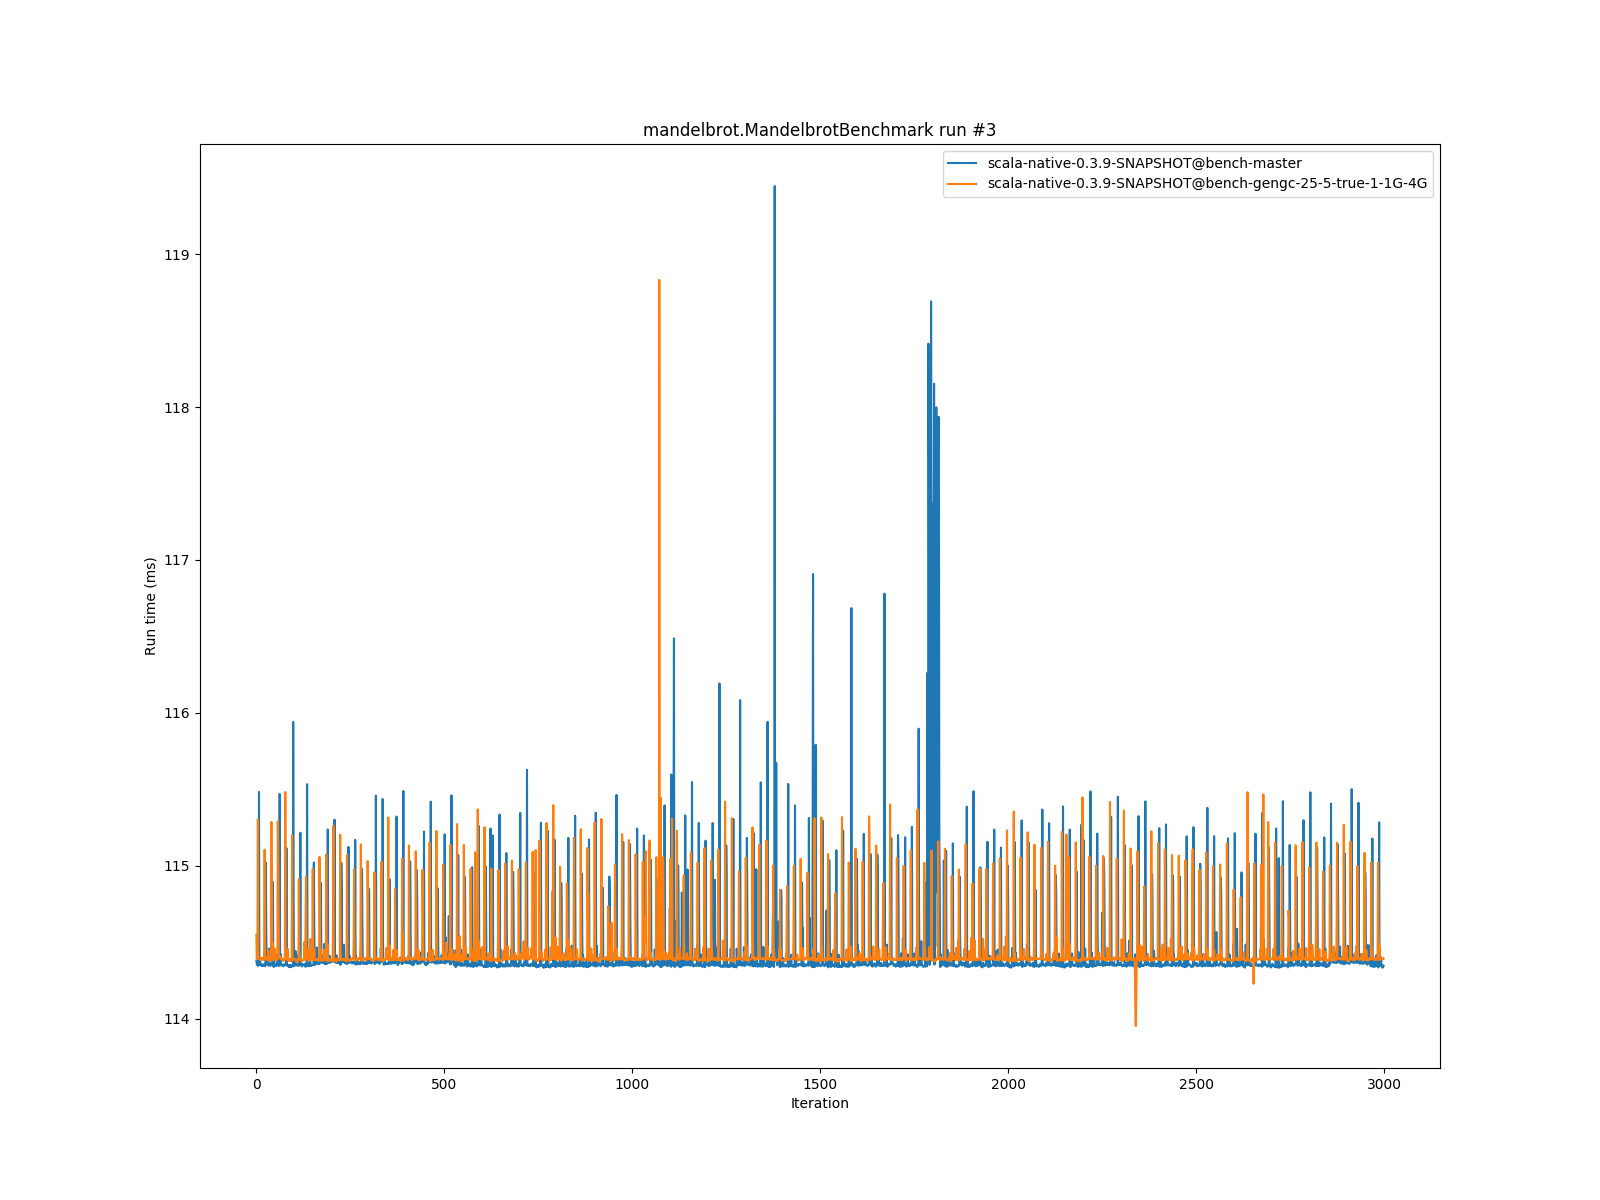 mandelbrot.MandelbrotBenchmark run #3
scala-native-0.3.9-SNAPSHOT@bench-master
scala-native-0.3.9-SNAPSHOT@bench-gengc-25-5-true-1-1G-4G
119
118
117
116
115
114
Run time (ms)
0 500 1000 1500 2000 2500 3000
Iteration